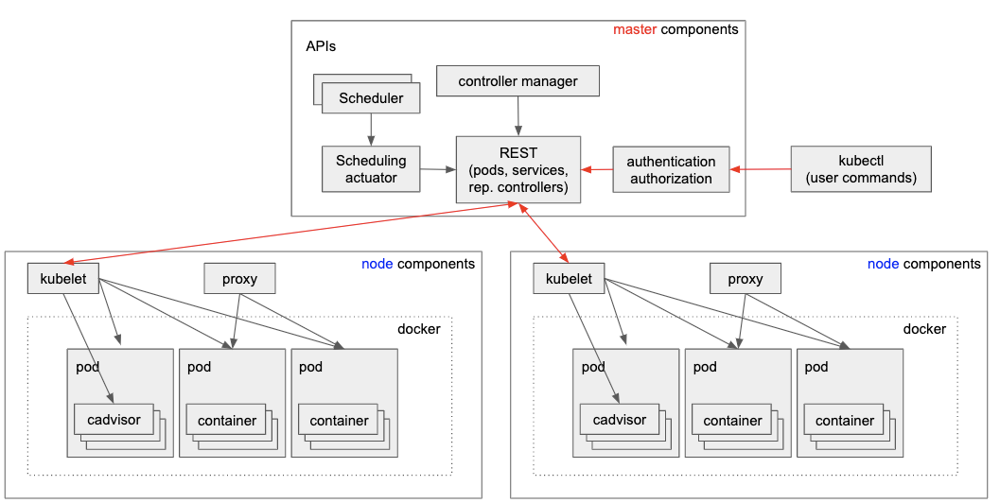 master components
APIs
controller manager
Scheduler
REST
(pods, services,
rep. controllers)
Scheduling
actuator
authentication
authorization
kubectl
(user commands)
node components
kubelet
proxy
docker
pod
pod
pod
cadvisor
container
container
node components
kubelet
proxy
docker
pod
pod
pod
cadvisor
container
container